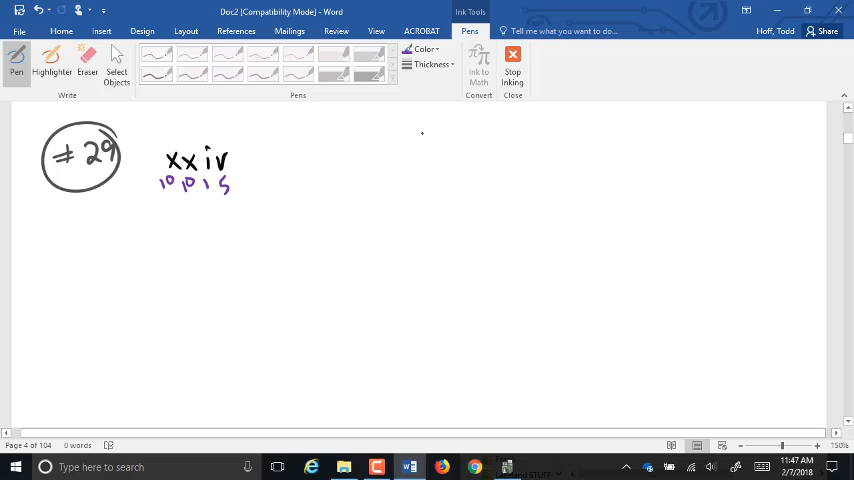 Doc2 [Compatibility Mode] - Word
Ink Tools
Hoff, Todd
File Home Insert Design Layout References Mailings Review View ACROBAT Pens Tell me what you want to do... Share
Pen
Highlighter
Eraser
Select Objects
Color
Thickness
Ink to Math
Stop Inking
Write
Pens
Convert
Close
# 29
xxiv
10 10 1 5
Page 4 of 104 0 words
150%
Type here to search
11:47 AM
2/7/2018